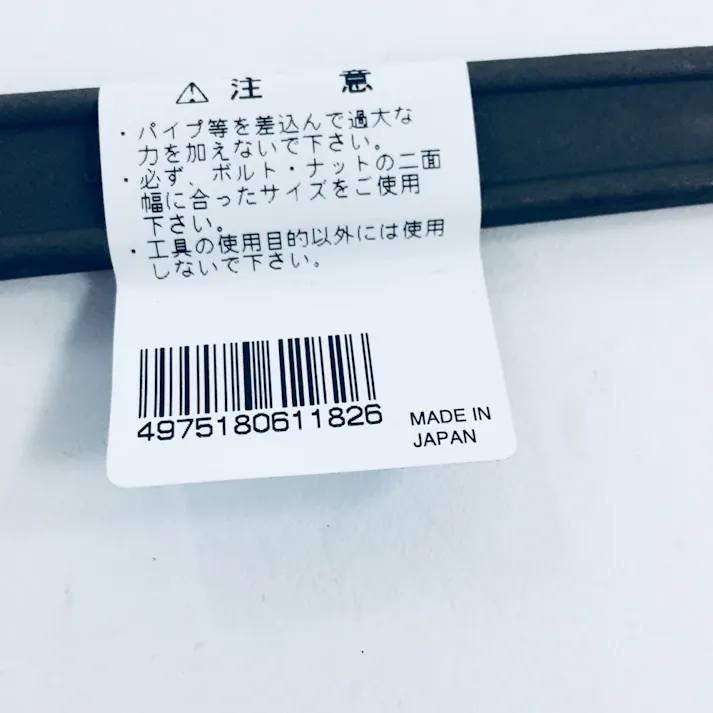 ⚠ 注 意
・パイプ等を差込んで過大な
力を加えないで下さい。
・必ず、ボルト・ナットの二面
幅に合ったサイズをご使用
下さい。
・工具の使用目的以外には使用
しないで下さい。
4975180611826
MADE IN
JAPAN